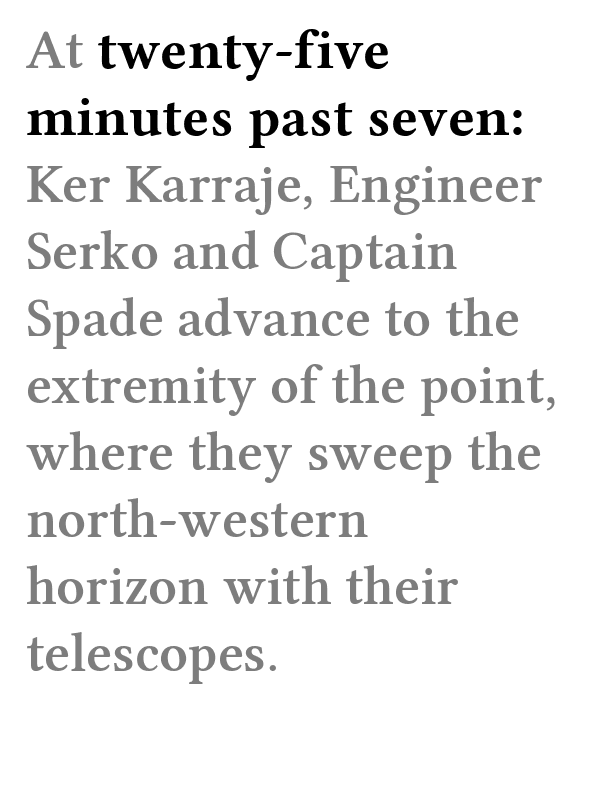 At twenty-five
minutes past seven:
Ker Karraje, Engineer
Serko and Captain
Spade advance to the
extremity of the point,
where they sweep the
north-western
horizon with their
telescopes.